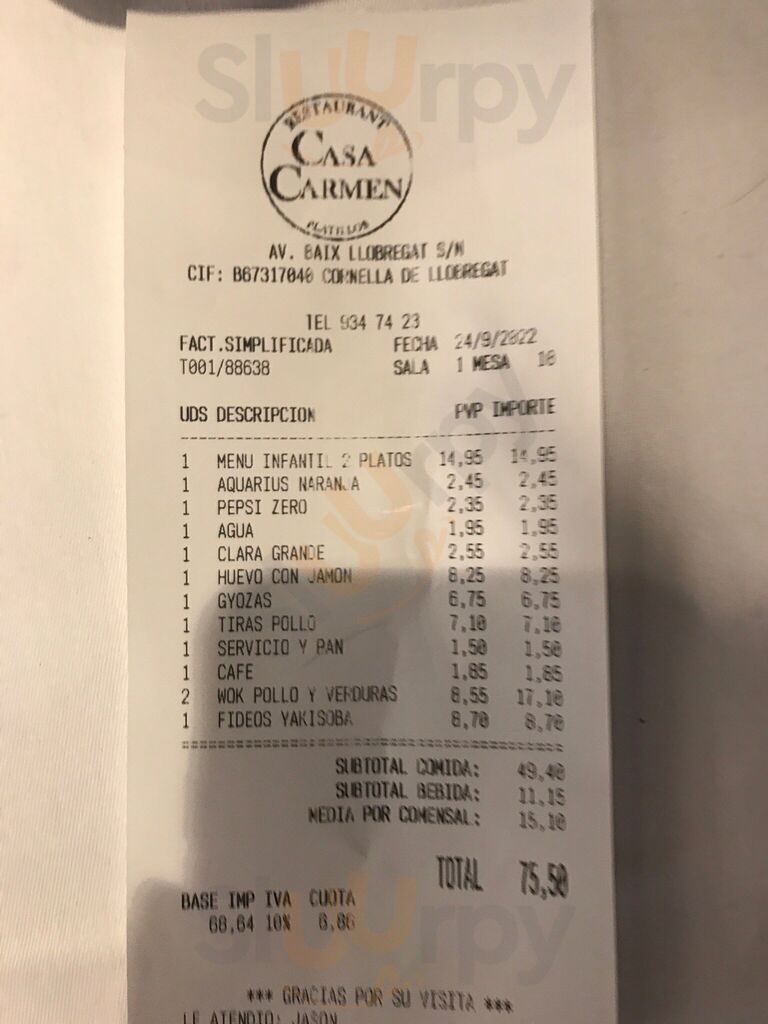 Slurpy
RESTAURANT
CASA
CARMEN
PLATILLOS
AV. BAIX LLOBREGAT S/N
CIF: B67317040 CORNELLA DE LLOBREGAT
TEL 934 74 23
FACT.SIMPLIFICADA FECHA 24/9/2022
T001/88638 SALA 1 MESA 10
UDS DESCRIPCION PVP IMPORTE
1 MENU INFANTIL 2 PLATOS 14,95 14,95
1 AQUARIUS NARANJA 2,45 2,45
1 PEPSI ZERO 2,35 2,35
1 AGUA 1,95 1,95
1 CLARA GRANDE 2,55 2,55
1 HUEVO CON JAMON 8,25 8,25
1 GYOZAS 6,75 6,75
1 TIRAS POLLO 7,10 7,10
1 SERVICIO Y PAN 1,50 1,50
1 CAFE 1,85 1,85
2 WOK POLLO Y VERDURAS 8,55 17,10
1 FIDEOS YAKISOBA 8,70 8,70
SUBTOTAL COMIDA: 49,40
SUBTOTAL BEBIDA: 11,15
MEDIA POR COMENSAL: 15,10
TOTAL 75,50
BASE IMP IVA CUOTA
68,64 10% 6,86
Slurpy
*** GRACIAS POR SU VISITA ***
LE ATENDIO: JASON